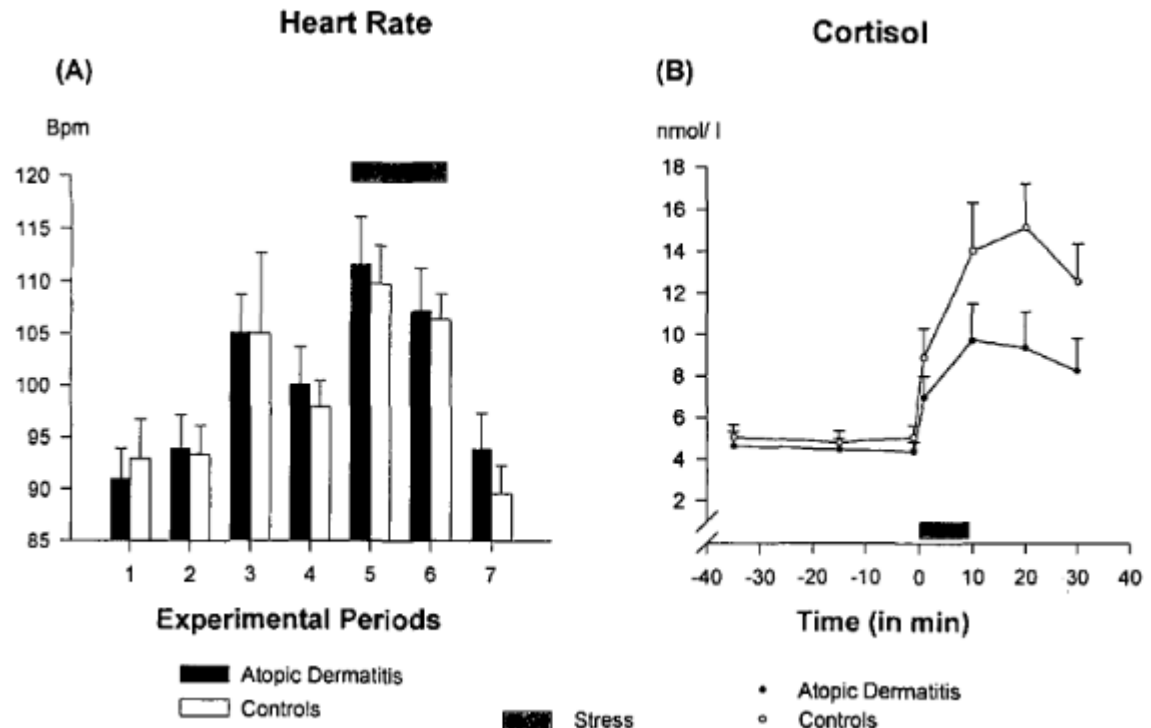 Heart Rate
(A)
Bpm
120
115
110
105
100
95
90
85
1 2 3 4 5 6 7
Experimental Periods
Atopic Dermatitis
Controls
Stress
Cortisol
(B)
nmol/ l
18
16
14
12
10
8
6
4
2
-40 -30 -20 -10 0 10 20 30 40
Time (in min)
Atopic Dermatitis
Controls